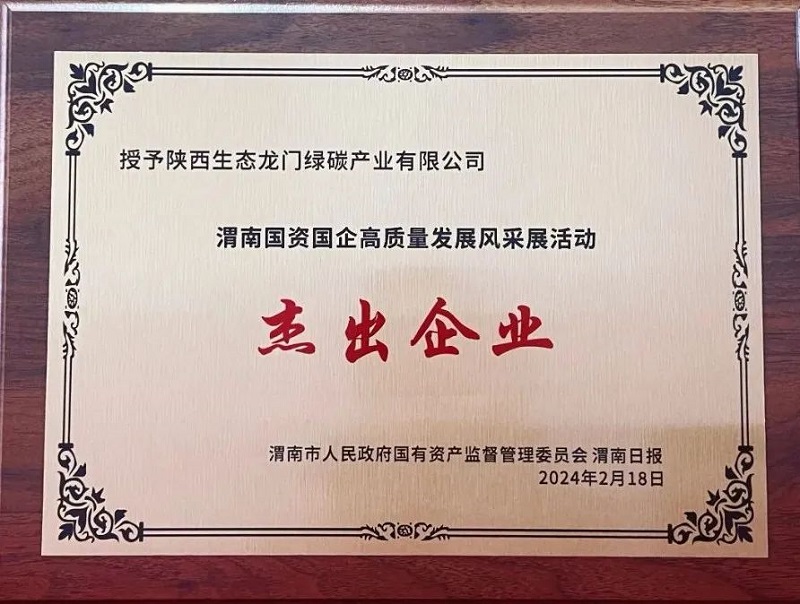 授予陕西生态龙门绿碳产业有限公司
渭南国资国企高质量发展风采展活动
杰出企业
渭南市人民政府国有资产监督管理委员会 渭南日报
2024年2月18日